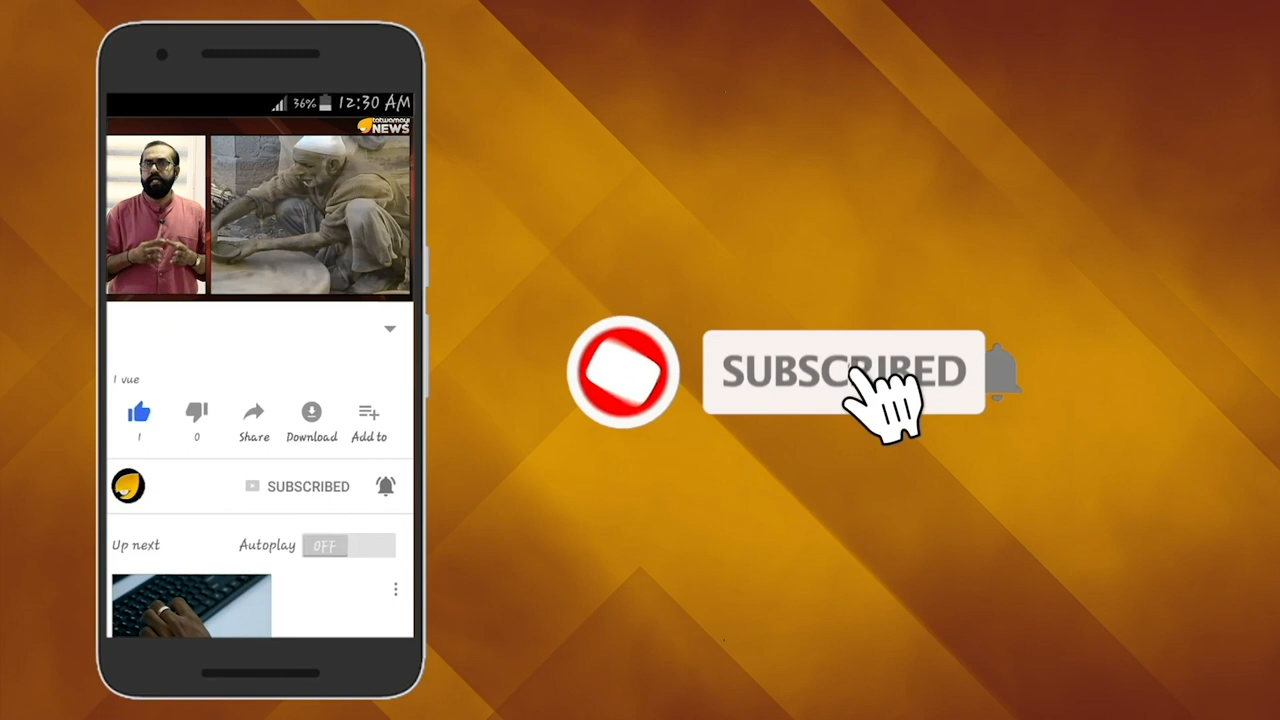 36% 12:30 AM
tatwamayi
NEWS
1 vue
1
0
Share
Download
Add to
SUBSCRIBED
Up next
Autoplay
OFF
SUBSCRIBED